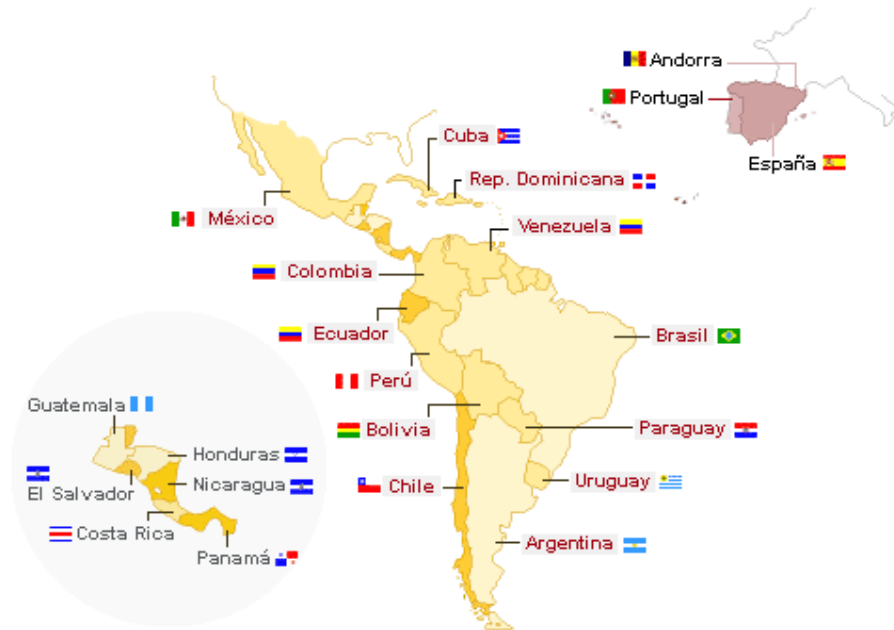 Andorra
Portugal
España
Cuba
Rep. Dominicana
México
Venezuela
Colombia
Ecuador
Brasil
Perú
Bolivia
Paraguay
Chile
Uruguay
Argentina
Guatemala
Honduras
Nicaragua
El Salvador
Costa Rica
Panamá